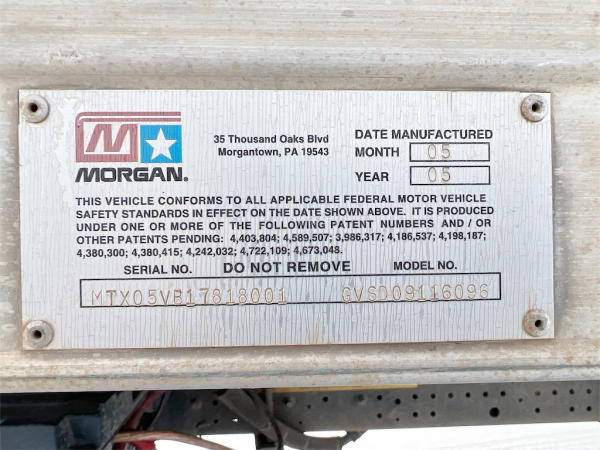 MORGAN.
35 Thousand Oaks Blvd
Morgantown, PA 19543
DATE MANUFACTURED
MONTH 05
YEAR 05
THIS VEHICLE CONFORMS TO ALL APPLICABLE FEDERAL MOTOR VEHICLE
SAFETY STANDARDS IN EFFECT ON THE DATE SHOWN ABOVE. IT IS PRODUCED
UNDER ONE OR MORE OF THE FOLLOWING PATENT NUMBERS AND / OR
OTHER PATENTS PENDING: 4,403,804; 4,589,507; 3,986,317; 4,186,537; 4,198,187;
4,380,300; 4,380,415; 4,242,032; 4,722,109; 4,673,048.
SERIAL NO. DO NOT REMOVE MODEL NO.
MTX05VB17818001 GVSD09116096